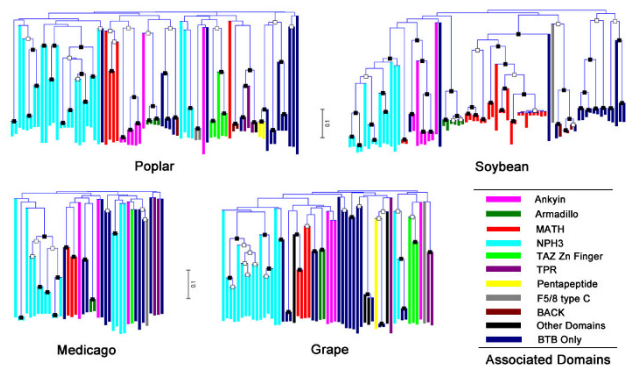 0.1
Poplar
Soybean
0.1
Medicago
Grape
Ankyin
Armadillo
MATH
NPH3
TAZ Zn Finger
TPR
Pentapeptide
F5/8 type C
BACK
Other Domains
BTB Only
Associated Domains